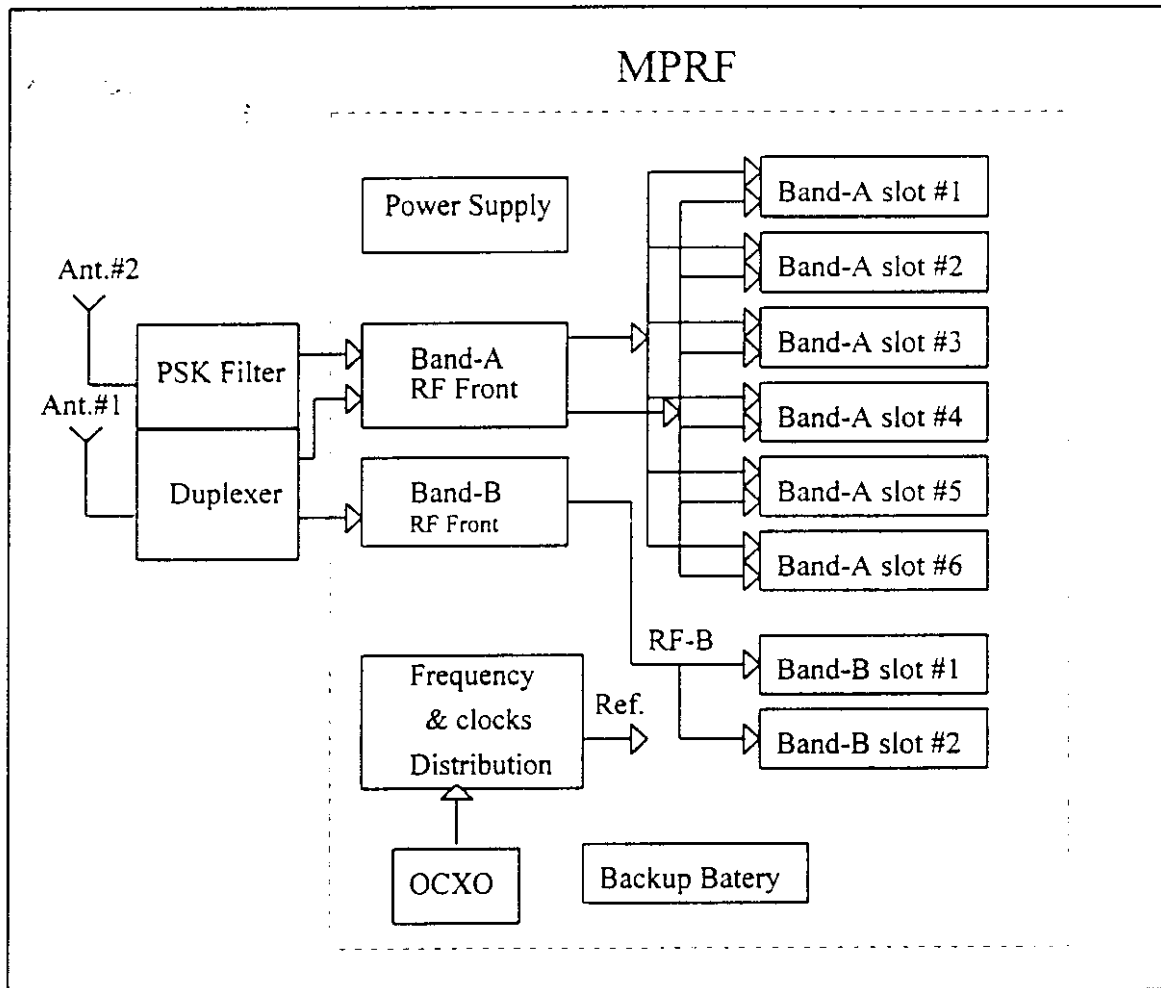 MPRF
Power Supply
Band-A slot #1
Band-A slot #2
Ant.#2
Band-A
RF Front
Band-A slot #3
PSK Filter
Ant.#1
Band-A slot #4
Duplexer
Band-B
RF Front
Band-A slot #5
Band-A slot #6
RF-B
Band-B slot #1
Frequency
& clocks
Distribution
Ref.
Band-B slot #2
OCXO
Backup Batery